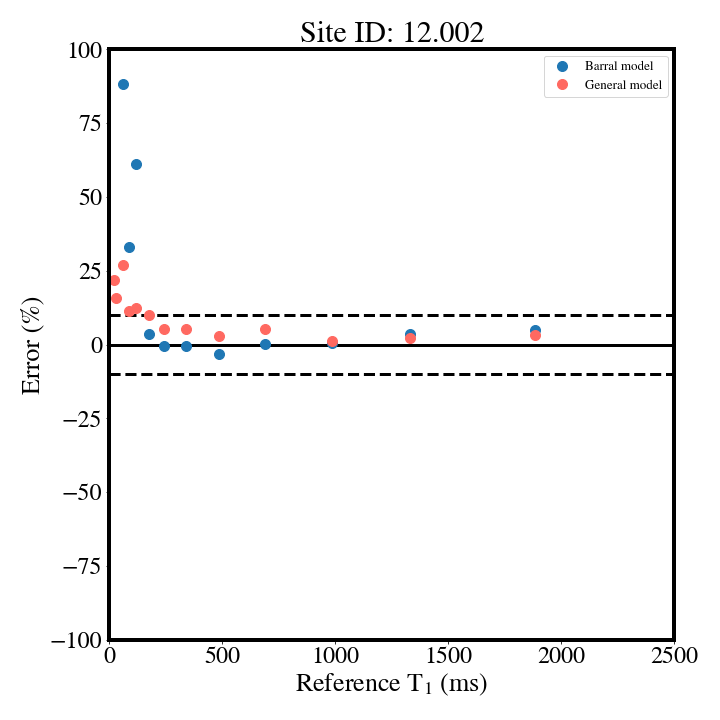 Site ID: 12.002
100
75
50
25
0
−25
−50
−75
−100
Error (%)
Barral model
General model
0 500 1000 1500 2000 2500
Reference T₁ (ms)